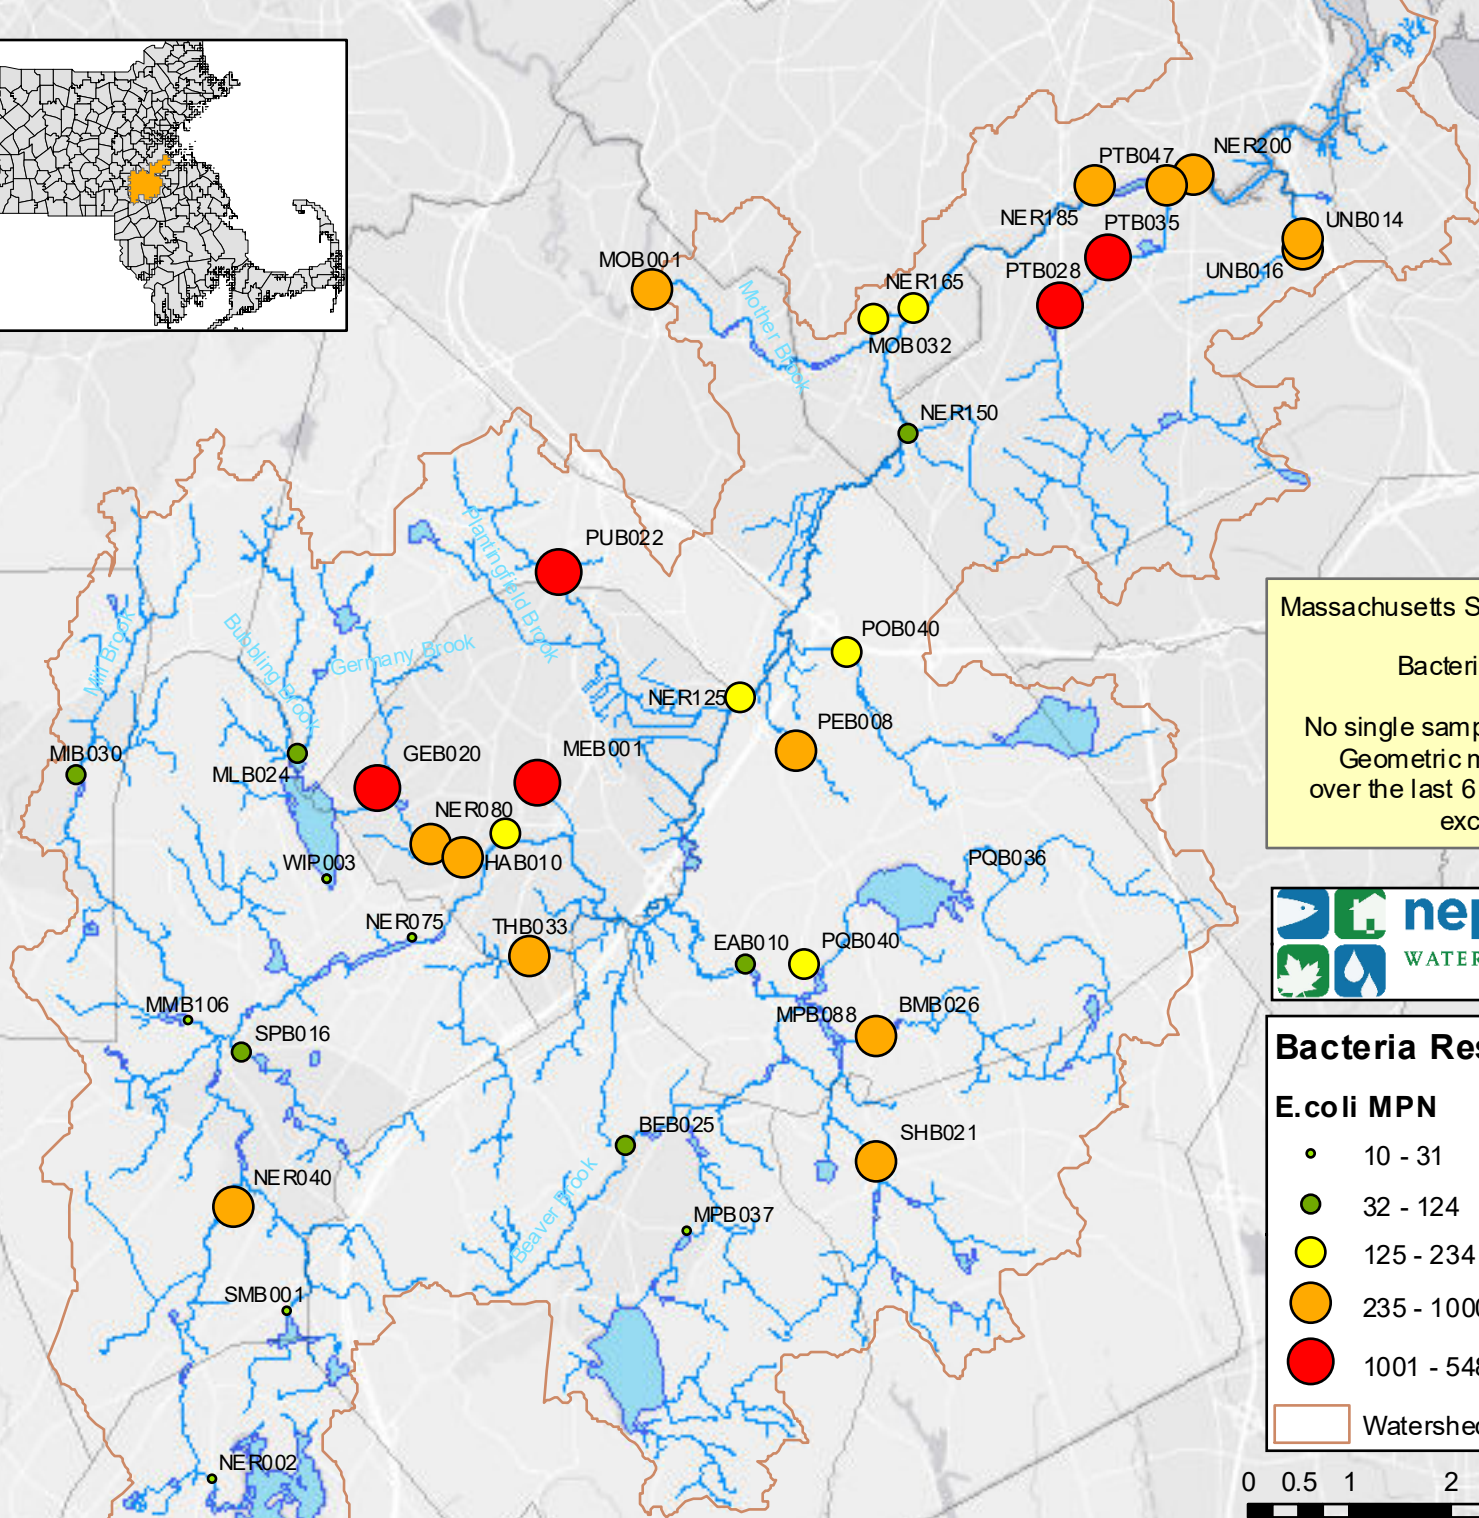 NER200
PTB047
NER185
PTB035
UNB014
PTB028
UNB016
MOB001
NER165
Mother Brook
MOB032
NER150
PUB022
Plantingfield Brook
Mill Brook
Bubbling Brook
Germany Brook
POB040
NER125
PEB008
MIB030
MLB024
GEB020
MEB001
NER080
HAB010
WIP003
PQB036
NER075
THB033
EAB010
PQB040
MMB106
SPB016
MPB088
BMB026
BEB025
SHB021
NER040
Beaver Brook
MPB037
SMB001
NER002
Massachusetts S
Bacteri
No single samp
Geometric m
over the last 6
exc
nep
WATER
Bacteria Res
E.coli MPN
10 - 31
32 - 124
125 - 234
235 - 1000
1001 - 548
Watershed
0 0.5 1 2